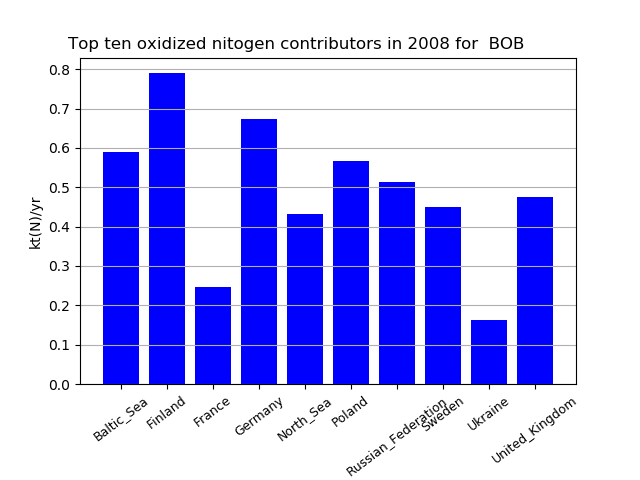 Top ten oxidized nitogen contributors in 2008 for  BOB
kt(N)/yr
0.8
0.7
0.6
0.5
0.4
0.3
0.2
0.1
0.0
Baltic_Sea
Finland
France
Germany
North_Sea
Poland
Russian_Federation
Sweden
Ukraine
United_Kingdom